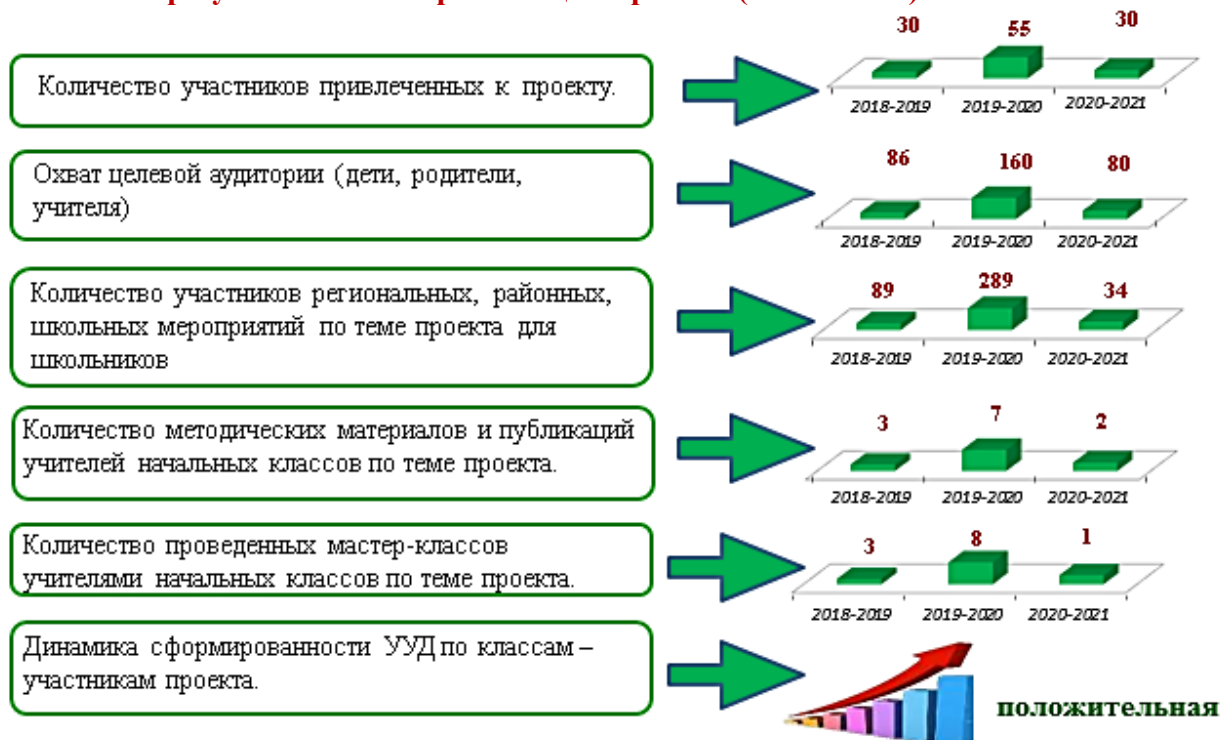 30 55 30
Количество участников привлеченных к проекту.
2018-2019 2019-2020 2020-2021
86 160 80
Охват целевой аудитории (дети, родители,
учителя)
2018-2019 2019-2020 2020-2021
89 289 34
Количество участников региональных, районных,
школьных мероприятий по теме проекта для
школьников
2018-2019 2019-2020 2020-2021
3 7 2
Количество методических материалов и публикаций
учителей начальных классов по теме проекта.
2018-2019 2019-2020 2020-2021
3 8 1
Количество проведенных мастер-классов
учителями начальных классов по теме проекта.
2018-2019 2019-2020 2020-2021
Динамика сформированности УУД по классам –
участникам проекта.
положительная